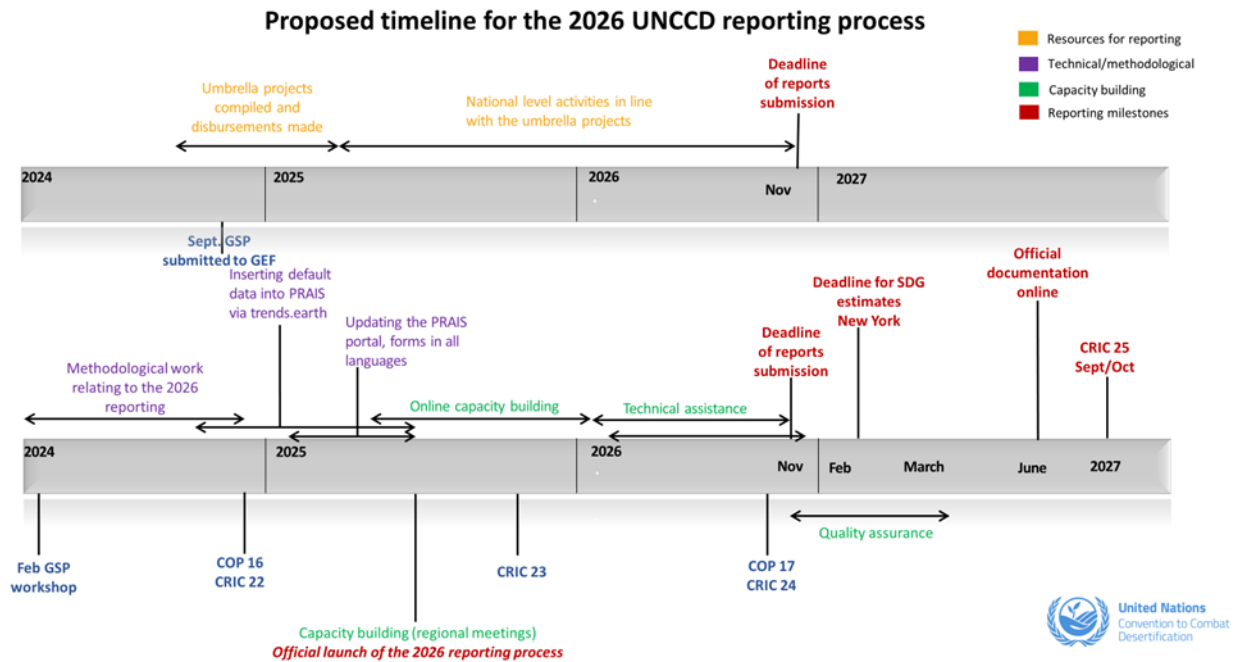 Proposed timeline for the 2026 UNCCD reporting process
Resources for reporting
Technical/methodological
Capacity building
Reporting milestones
Umbrella projects
compiled and
disbursements made
National level activities in line
with the umbrella projects
Deadline
of reports
submission
2024
2025
2026
Nov
2027
Sept. GSP
submitted to GEF
Inserting default
data into PRAIS
via trends.earth
Updating the PRAIS
portal, forms in all
languages
Methodological work
relating to the 2026
reporting
Online capacity building
Technical assistance
Deadline
of reports
submission
Deadline for SDG
estimates
New York
Official
documentation
online
CRIC 25
Sept/Oct
2024
2025
2026
Nov
Feb
March
June
2027
Feb GSP
workshop
COP 16
CRIC 22
CRIC 23
COP 17
CRIC 24
Quality assurance
Capacity building (regional meetings)
Official launch of the 2026 reporting process
United Nations
Convention to Combat
Desertification